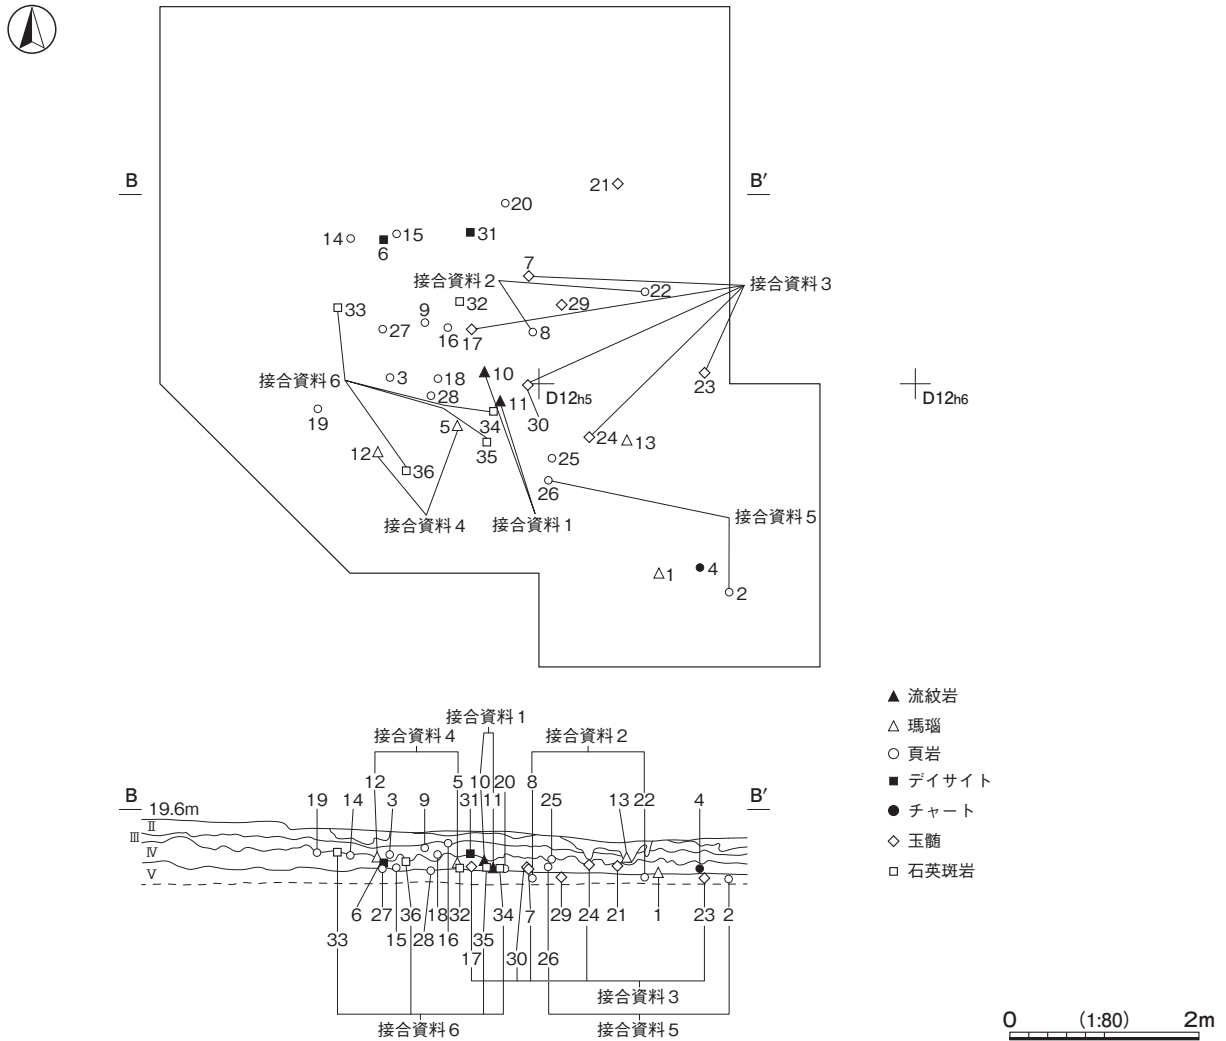 B
B′
21
20
14
15
31
6
7
接合資料2
接合資料3
22
29
32
33
9
27
16
17
8
接合資料6
3
18
10
23
28
D12h5
D12h6
11
19
34
30
5
24
13
12
35
36
25
26
接合資料4
接合資料1
接合資料5
1
4
2
流紋岩
瑪瑙
頁岩
デイサイト
チャート
玉髄
石英斑岩
接合資料1
接合資料4
接合資料2
12
5
10
20
8
B
19.6m
19
14
3
9
31
11
25
13
22
4
B′
Ⅱ
Ⅲ
Ⅳ
Ⅴ
6
27
36
18
32
34
7
29
24
21
1
23
2
33
15
28
16
35
17
30
26
接合資料3
接合資料6
接合資料5
0
(1:80)
2m